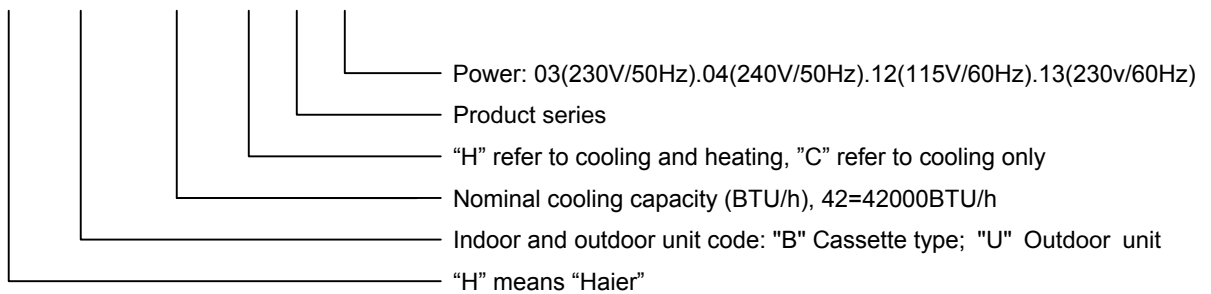 Power: 03(230V/50Hz).04(240V/50Hz).12(115V/60Hz).13(230v/60Hz)
Product series
“H” refer to cooling and heating, ”C” refer to cooling only
Nominal cooling capacity (BTU/h), 42=42000BTU/h
Indoor and outdoor unit code: "B" Cassette type; "U" Outdoor unit
“H” means “Haier”